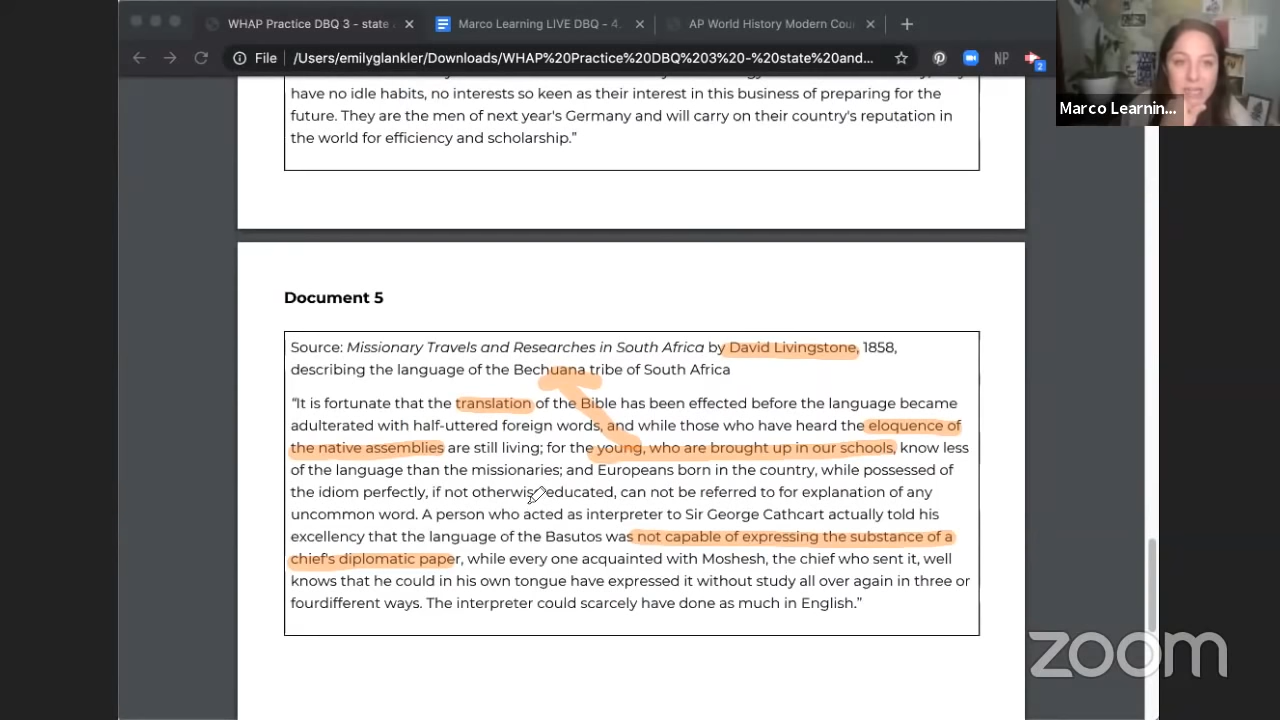 WHAP Practice DBQ 3 - state
Marco Learning LIVE DBQ - 4
AP World History Modern Cou
File
/Users/emilyglankler/Downloads/WHAP%20Practice%20DBQ%203%20-%20state%20and...
NP
2
Marco Learnin...
have no idle habits, no interests so keen as their interest in this business of preparing for the
future. They are the men of next year's Germany and will carry on their country's reputation in
the world for efficiency and scholarship.”
Document 5
Source: Missionary Travels and Researches in South Africa by David Livingstone, 1858,
describing the language of the Bechuana tribe of South Africa
“It is fortunate that the translation of the Bible has been effected before the language became
adulterated with half-uttered foreign words, and while those who have heard the eloquence of
the native assemblies are still living; for the young, who are brought up in our schools, know less
of the language than the missionaries; and Europeans born in the country, while possessed of
the idiom perfectly, if not otherwise educated, can not be referred to for explanation of any
uncommon word. A person who acted as interpreter to Sir George Cathcart actually told his
excellency that the language of the Basutos was not capable of expressing the substance of a
chief's diplomatic paper, while every one acquainted with Moshesh, the chief who sent it, well
knows that he could in his own tongue have expressed it without study all over again in three or
fourdifferent ways. The interpreter could scarcely have done as much in English.”
zoom